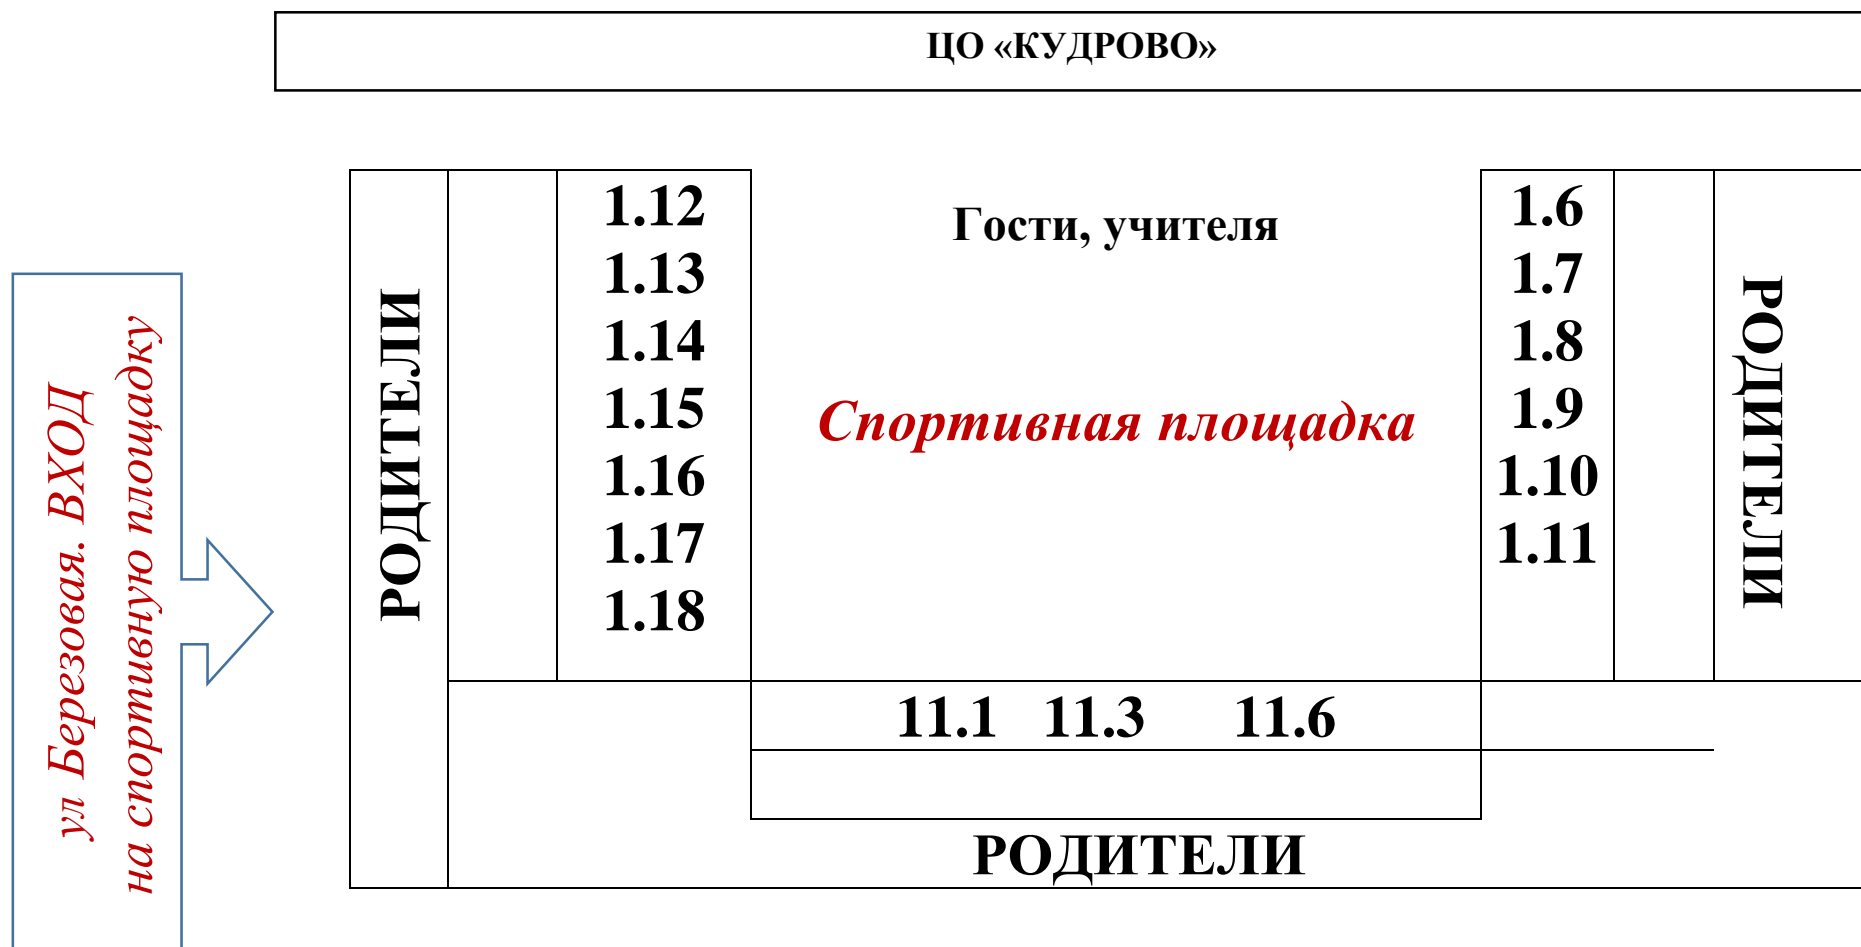 ЦО «КУДРОВО»
ул Березовая. ВХОД
на спортивную площадку
РОДИТЕЛИ
1.12
1.13
1.14
1.15
1.16
1.17
1.18
Гости, учителя
Спортивная площадка
1.6
1.7
1.8
1.9
1.10
1.11
РОДИТЕЛИ
11.1 11.3 11.6
РОДИТЕЛИ